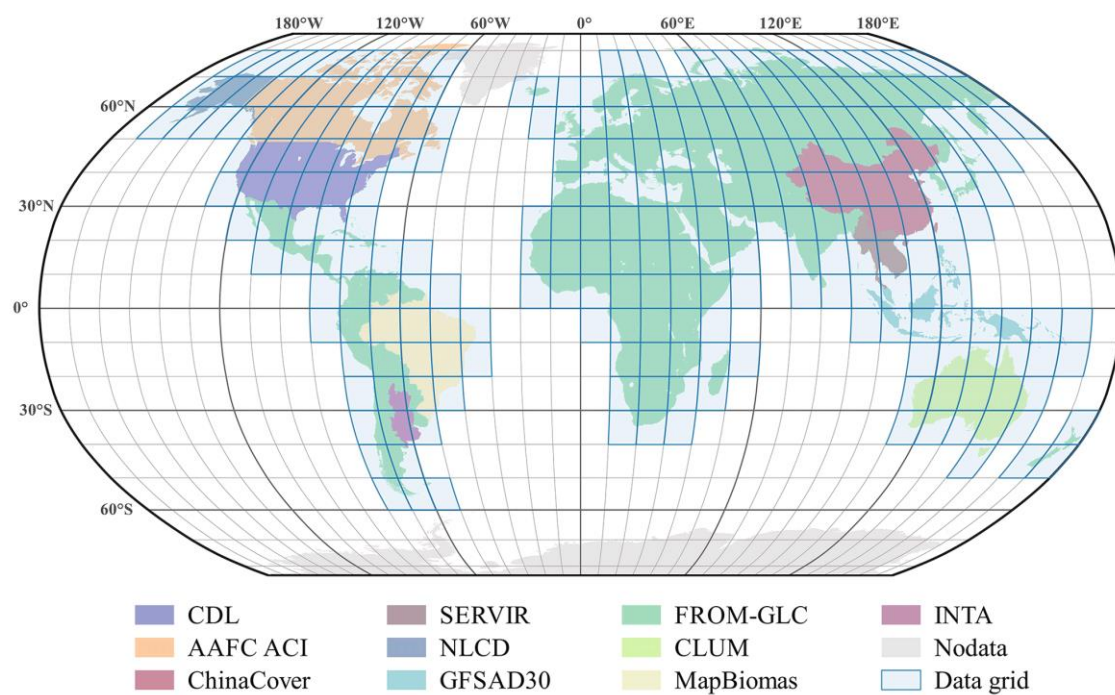 180°W 120°W 60°W 0° 60°E 120°E 180°E
60°N
30°N
0°
30°S
60°S
CDL SERVIR FROM-GLC INTA
AAFC ACI NLCD CLUM Nodata
ChinaCover GFSAD30 MapBiomas Data grid